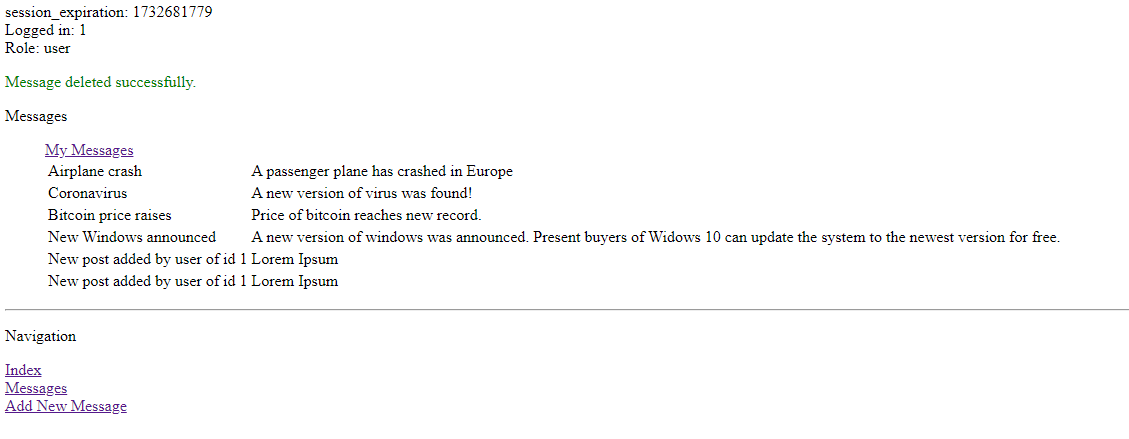 session_expiration: 1732681779
Logged in: 1
Role: user
Message deleted successfully.
Messages
My Messages
Airplane crash A passenger plane has crashed in Europe
Coronavirus A new version of virus was found!
Bitcoin price raises Price of bitcoin reaches new record.
New Windows announced A new version of windows was announced. Present buyers of Widows 10 can update the system to the newest version for free.
New post added by user of id 1 Lorem Ipsum
New post added by user of id 1 Lorem Ipsum
Navigation
Index
Messages
Add New Message